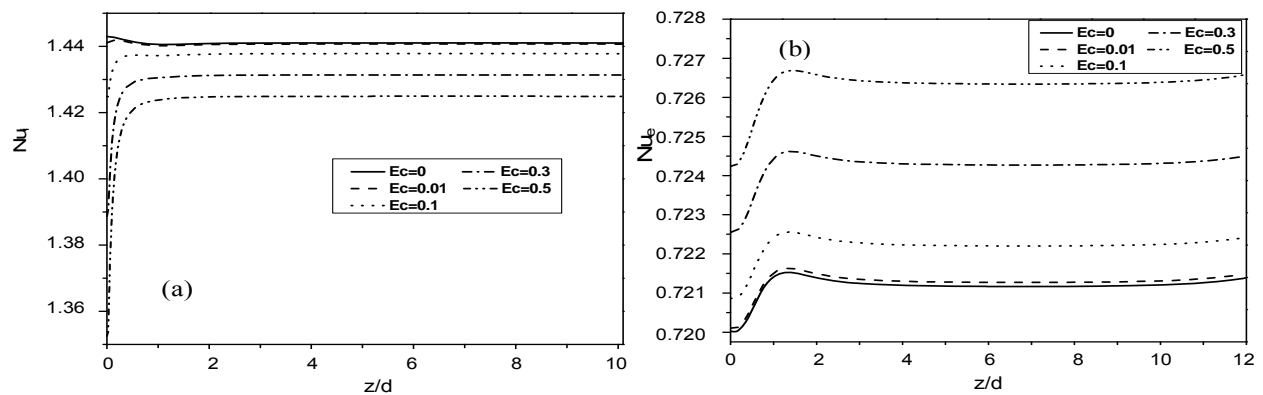 1.44
1.42
1.40
1.38
1.36
Nui
(a)
Ec=0 Ec=0.3
Ec=0.01 Ec=0.5
Ec=0.1
0 2 4 6 8 10
z/d
0.728
0.727
0.726
0.725
0.724
0.723
0.722
0.721
0.720
Nue
(b)
Ec=0 Ec=0.3
Ec=0.01 Ec=0.5
Ec=0.1
0 2 4 6 8 10 12
z/d